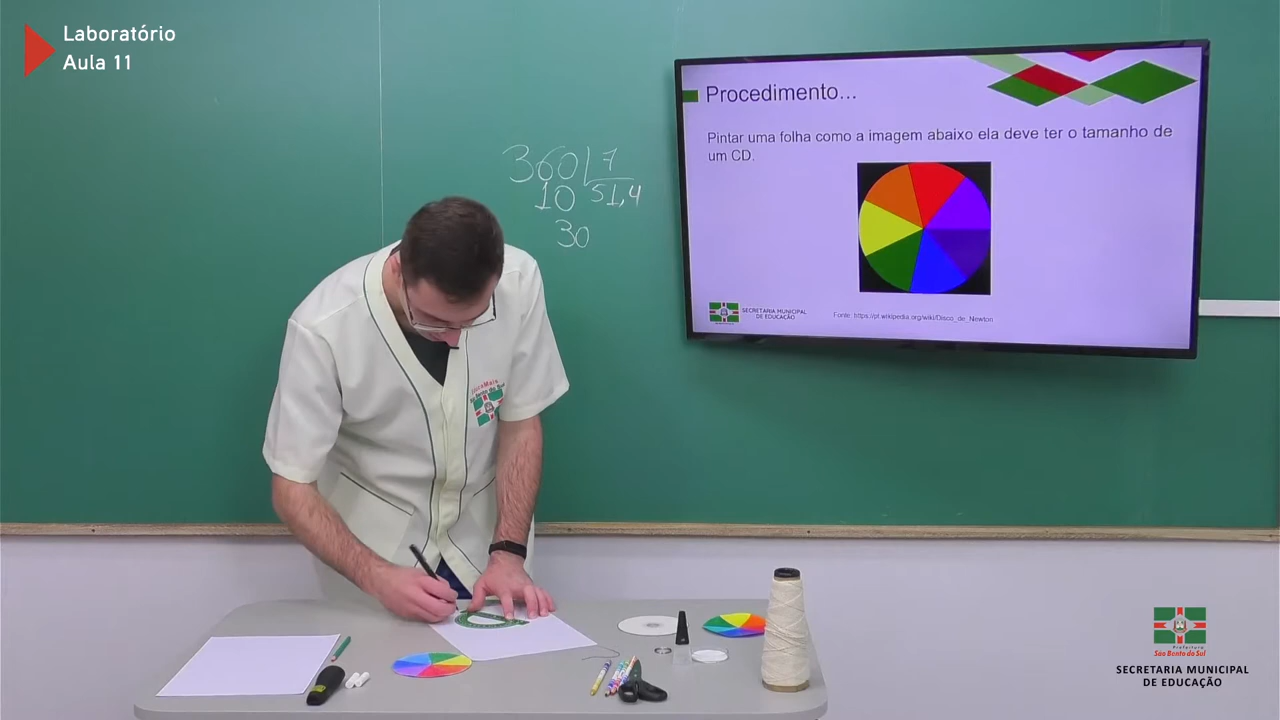 Laboratório
Aula 11
360 7
10 51,4
30
Procedimento...
Pintar uma folha como a imagem abaixo ela deve ter o tamanho de
um CD.
SECRETARIA MUNICIPAL
DE EDUCAÇÃO
Fonte: https://pt.wikipedia.org/wiki/Disco_de_Newton
Prefeitura
São Bento do Sul
SECRETARIA MUNICIPAL
DE EDUCAÇÃO